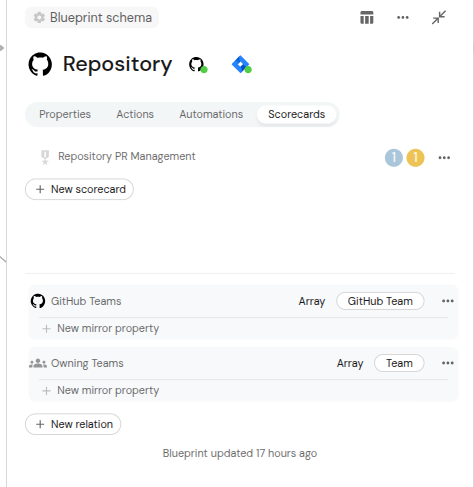 Blueprint schema
Repository
Properties Actions Automations Scorecards
Repository PR Management 1 1
+ New scorecard
GitHub Teams Array GitHub Team
+ New mirror property
Owning Teams Array Team
+ New mirror property
+ New relation
Blueprint updated 17 hours ago